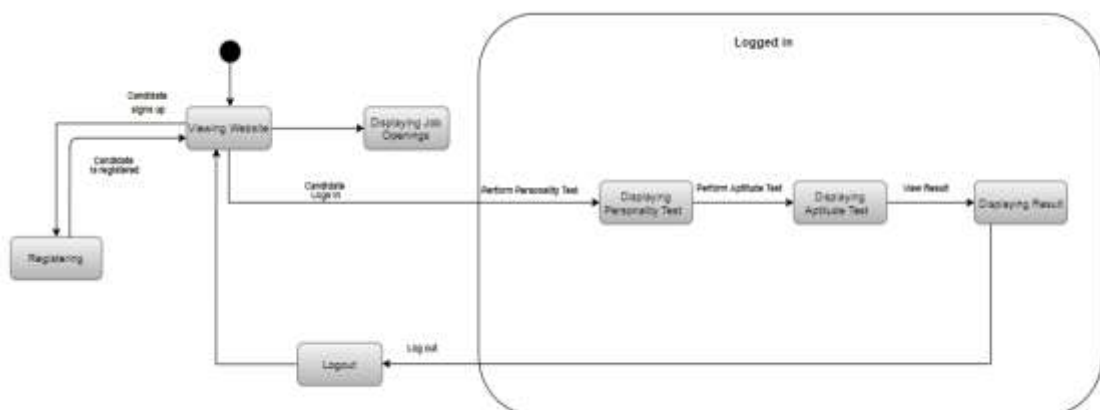 Logged in
Candidate
signs up
Viewing Website
Displaying Job
Openings
Candidate
is registered
Candidate
Logs in
Perform Personality Test
Displaying
Personality Test
Perform Aptitude Test
Displaying
Aptitude Test
View Result
Displaying Result
Registering
Logout
Log out